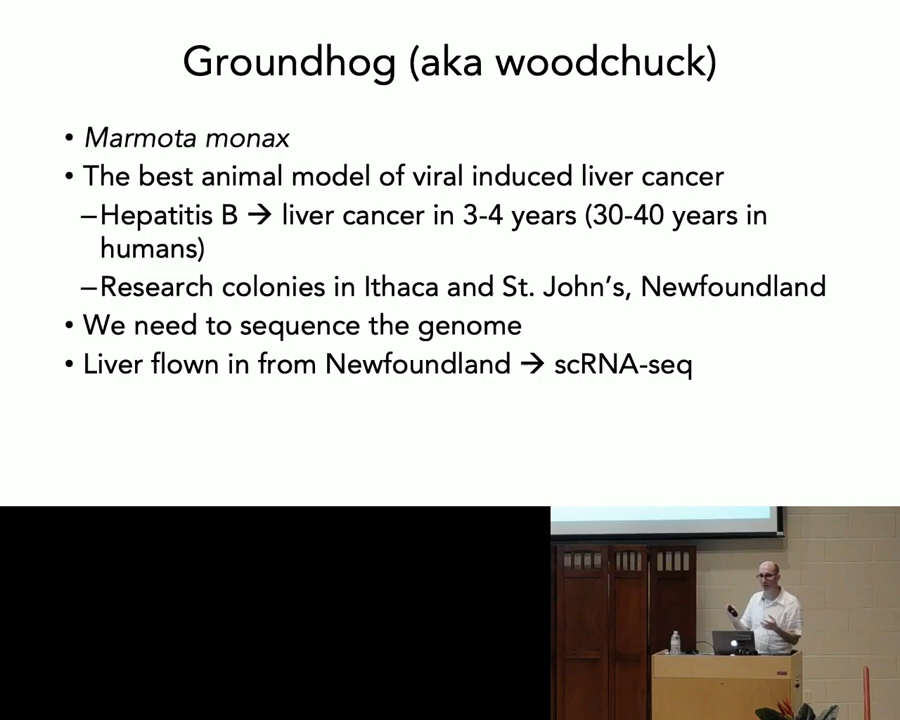 Groundhog (aka woodchuck)
• Marmota monax
• The best animal model of viral induced liver cancer
–Hepatitis B → liver cancer in 3-4 years (30-40 years in
humans)
–Research colonies in Ithaca and St. John's, Newfoundland
• We need to sequence the genome
• Liver flown in from Newfoundland → scRNA-seq